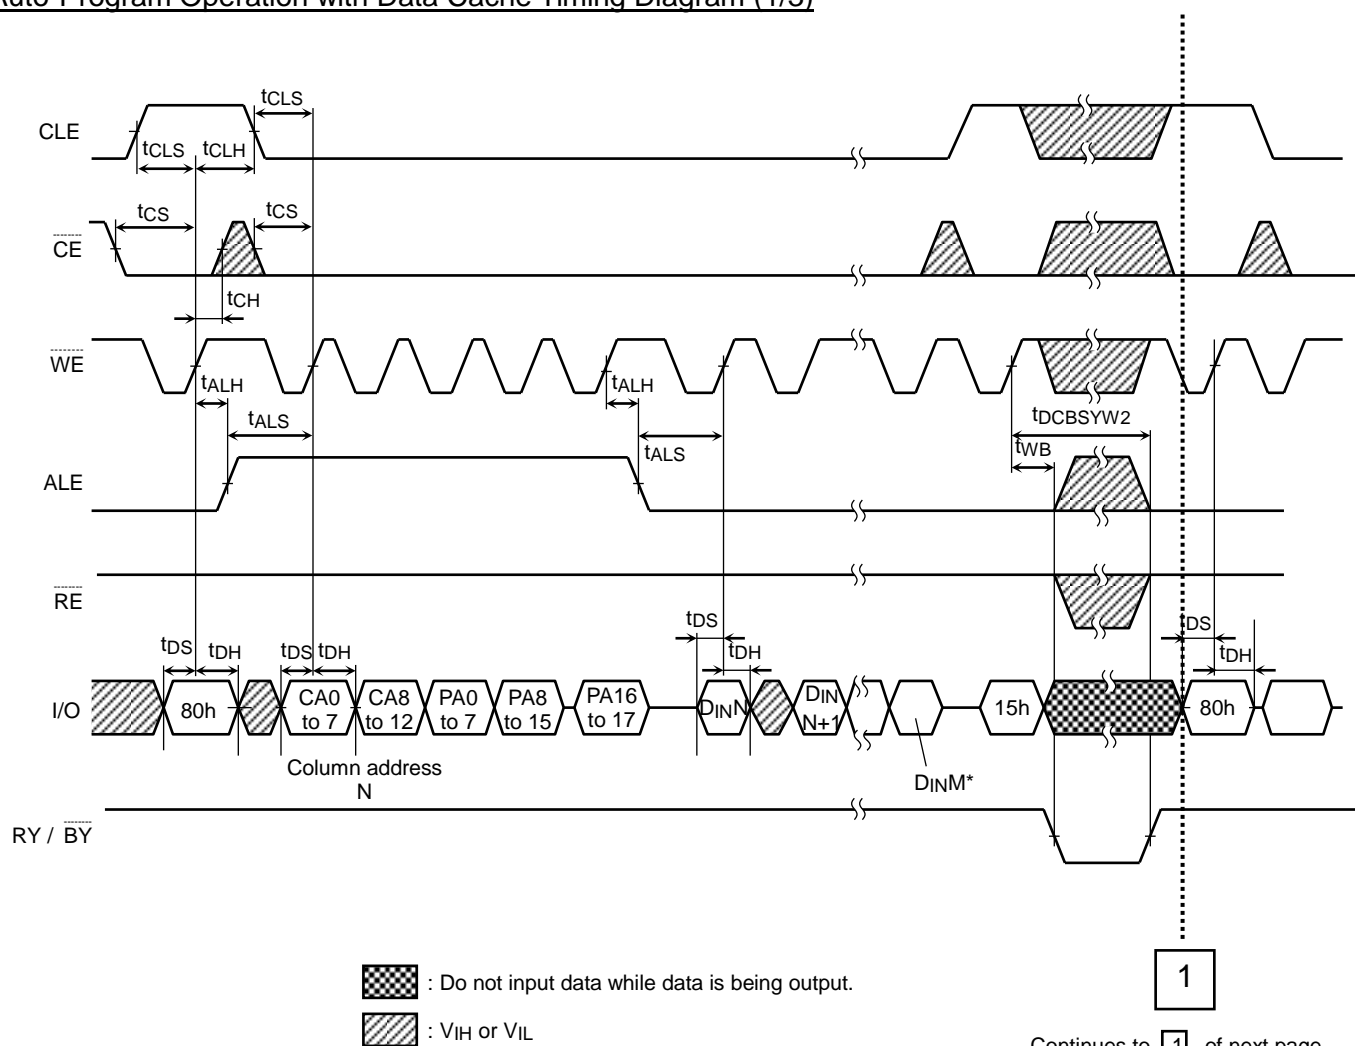 Auto Program Operation with Data Cache Timing Diagram (1/3)
tCLS
CLE
tCLS tCLH
tCS tCS
CE
tCH
WE
tALH tALH
tDCBSYW2
tALS
tALS tWB
ALE
RE
tDS tDS
tDS tDH tDS tDH tDH tDH
I/O
80h
CA0 to 7
CA8 to 12
PA0 to 7
PA8 to 15
PA16 to 17
DINN
DIN N+1
15h
80h
Column address
N
DINM*
RY / BY
: Do not input data while data is being output.
1
: VIH or VIL
Continues to 1 of next page